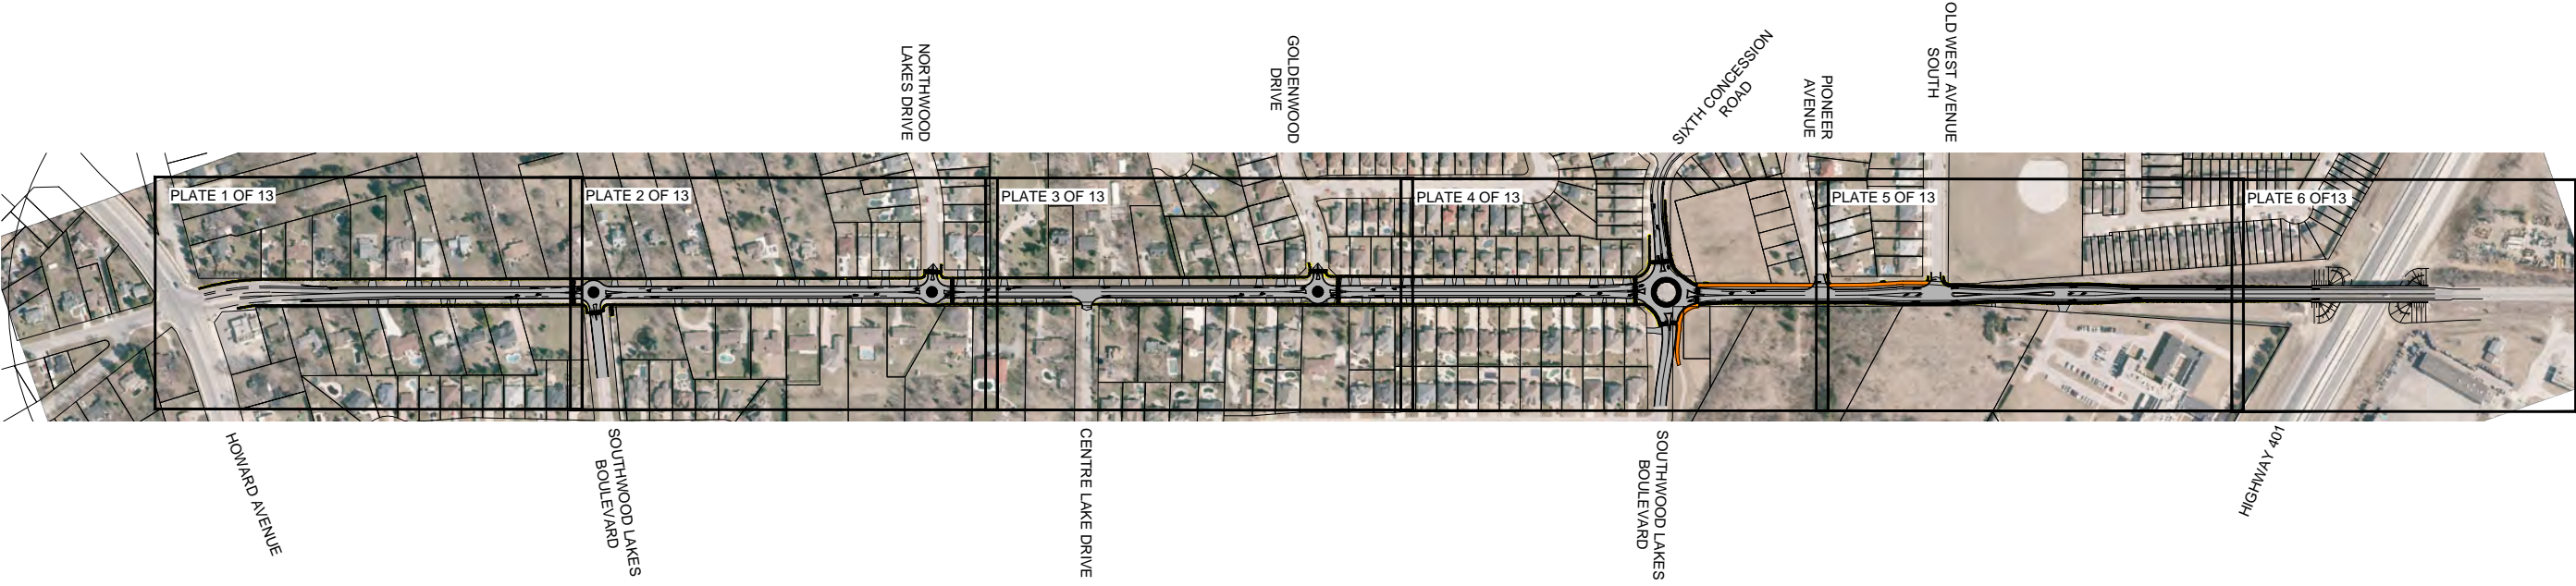 NORTHWOOD
LAKES DRIVE
GOLDENWOOD
DRIVE
SIXTH CONCESSION
ROAD
PIONEER
AVENUE
OLD WEST AVENUE
SOUTH
PLATE 1 OF 13
PLATE 2 OF 13
PLATE 3 OF 13
PLATE 4 OF 13
PLATE 5 OF 13
PLATE 6 OF13
HOWARD AVENUE
SOUTHWOOD LAKES
BOULEVARD
CENTRE LAKE DRIVE
SOUTHWOOD LAKES
BOULEVARD
HIGHWAY 401